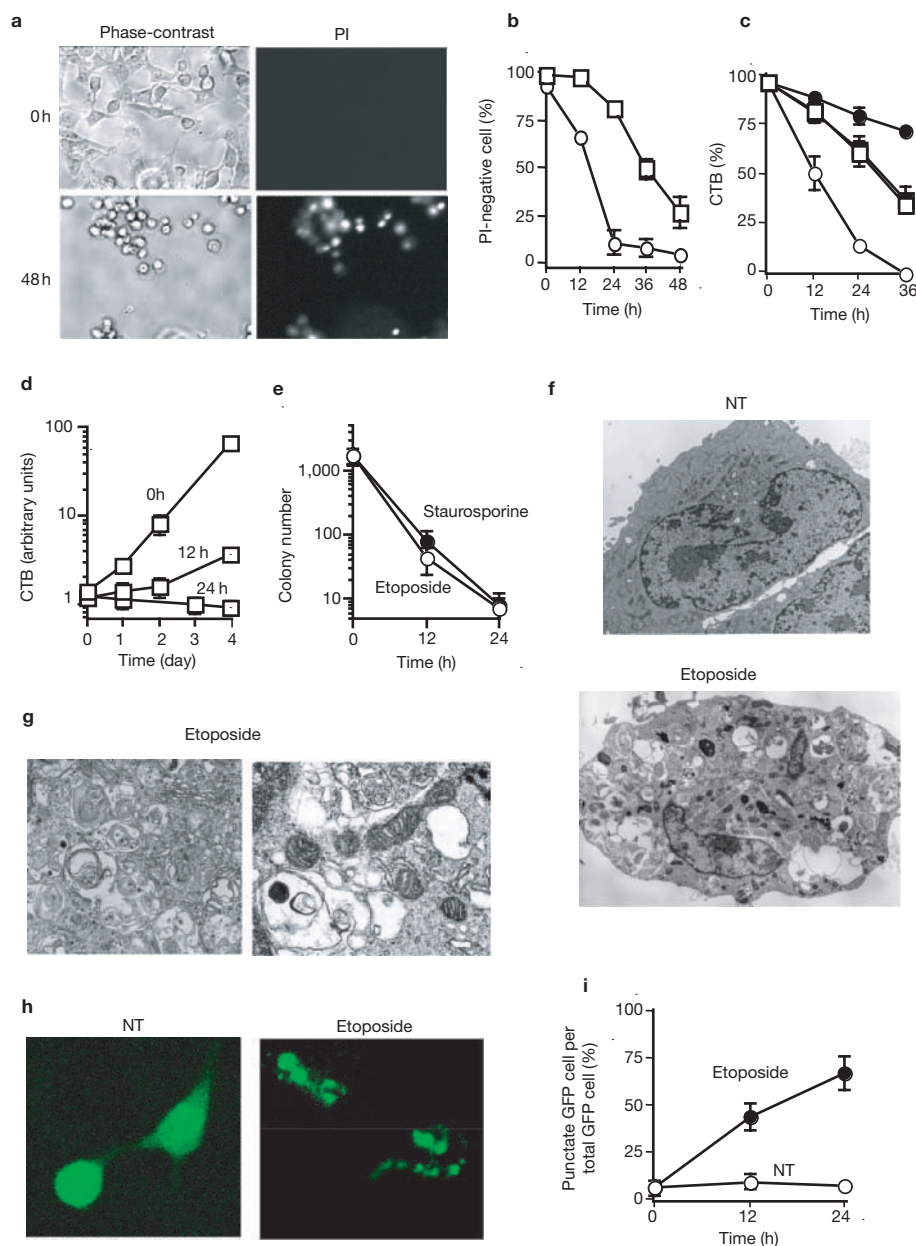 a
Phase-contrast
PI
0 h
48 h
b
PI-negative cell (%)
100
75
50
25
0
0 12 24 36 48
Time (h)
c
CTB (%)
100
75
50
25
0
0 12 24 36
Time (h)
d
CTB (arbitrary units)
100
10
1
0h
12 h
24 h
0 1 2 3 4
Time (day)
e
Colony number
1,000
100
10
Staurosporine
Etoposide
0 12 24
Time (h)
f
NT
Etoposide
g
Etoposide
h
NT
Etoposide
i
Punctate GFP cell per
total GFP cell (%)
100
75
50
25
0
Etoposide
NT
0 12 24
Time (h)